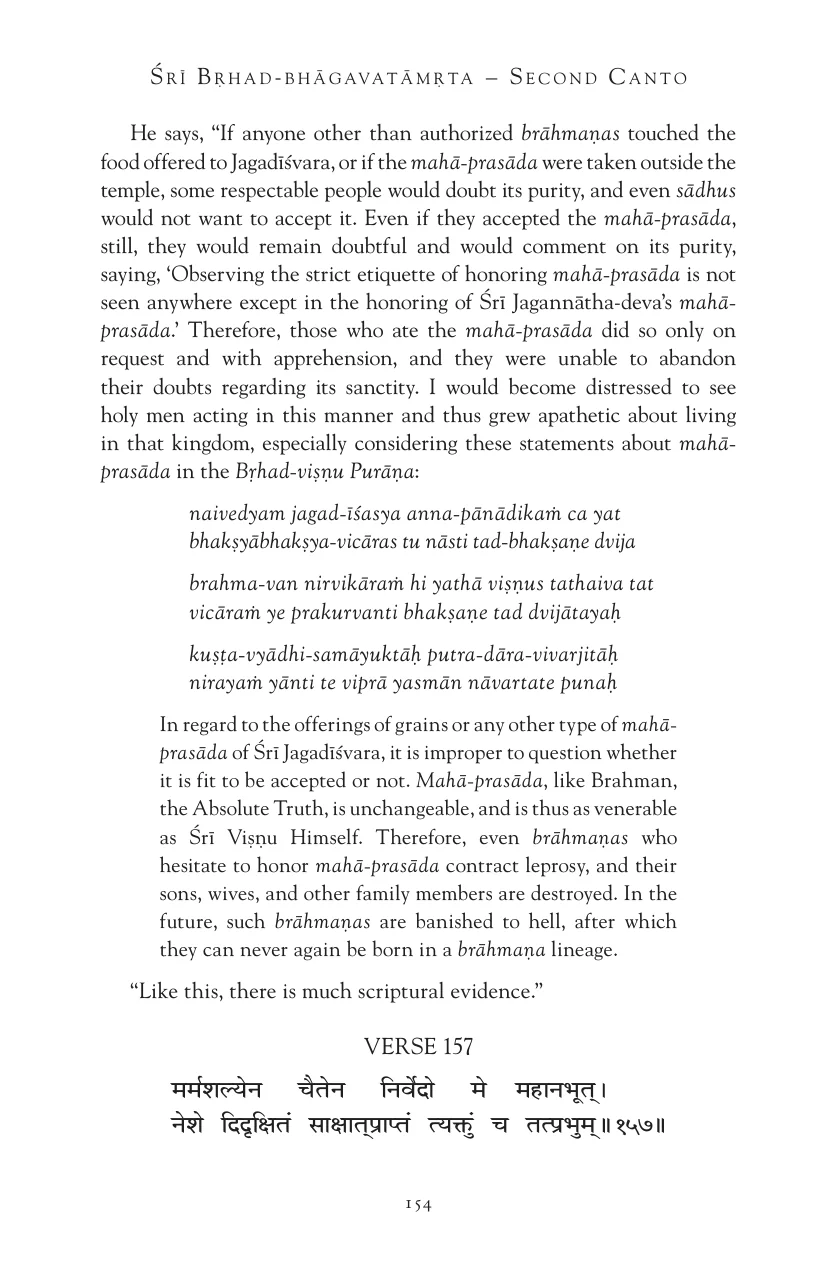 Śrī Bṛhad-bhāgavatāmṛta – Second Canto
He says, “If anyone other than authorized brāhmaṇas touched the
food offered to Jagadīśvara, or if the mahā-prasāda were taken outside the
temple, some respectable people would doubt its purity, and even sādhus
would not want to accept it. Even if they accepted the mahā-prasāda,
still, they would remain doubtful and would comment on its purity,
saying, ‘Observing the strict etiquette of honoring mahā-prasāda is not
seen anywhere except in the honoring of Śrī Jagannātha-deva’s mahā-
prasāda.’ Therefore, those who ate the mahā-prasāda did so only on
request and with apprehension, and they were unable to abandon
their doubts regarding its sanctity. I would become distressed to see
holy men acting in this manner and thus grew apathetic about living
in that kingdom, especially considering these statements about mahā-
prasāda in the Bṛhad-viṣṇu Purāṇa:
naivedyam jagad-īśasya anna-pānādikaṁ ca yat
bhakṣyābhakṣya-vicāras tu nāsti tad-bhakṣaṇe dvija
brahma-van nirvikāraṁ hi yathā viṣṇus tathaiva tat
vicāraṁ ye prakurvanti bhakṣaṇe tad dvijātayaḥ
kuṣṭa-vyādhi-samāyuktāḥ putra-dāra-vivarjitāḥ
nirayaṁ yānti te viprā yasmān nāvartate punaḥ
In regard to the offerings of grains or any other type of mahā-
prasāda of Śrī Jagadīśvara, it is improper to question whether
it is fit to be accepted or not. Mahā-prasāda, like Brahman,
the Absolute Truth, is unchangeable, and is thus as venerable
as Śrī Viṣṇu Himself. Therefore, even brāhmaṇas who
hesitate to honor mahā-prasāda contract leprosy, and their
sons, wives, and other family members are destroyed. In the
future, such brāhmaṇas are banished to hell, after which
they can never again be born in a brāhmaṇa lineage.
“Like this, there is much scriptural evidence.”
VERSE 157
मर्मशल्येन चैतेन निर्वेदो मे महानभूत्।
नेशे दिदृक्षितं साक्षात्प्राप्तं त्यक्तुं च तत्प्रभुम्॥१५७॥
154